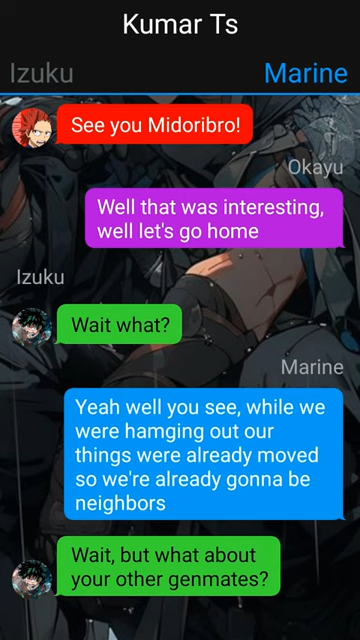 Kumar Ts
Izuku
Marine
See you Midoribro!
Okayu
Well that was interesting,
well let's go home
Izuku
Wait what?
Marine
Yeah well you see, while we
were hamging out our
things were already moved
so we're already gonna be
neighbors
Wait, but what about
your other genmates?